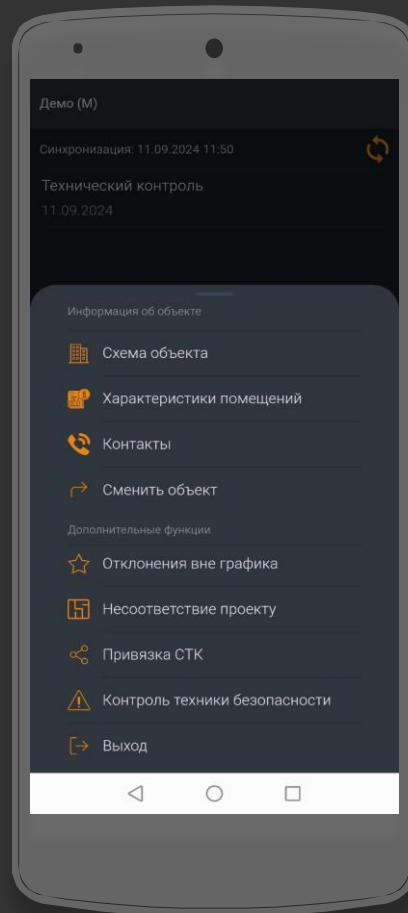 Демо (М)
Синхронизация: 11.09.2024 11:50
Технический контроль
11.09.2024
Информация об объекте
Схема объекта
Характеристики помещений
Контакты
Сменить объект
Дополнительные функции
Отклонения вне графика
Несоответствие проекту
Привязка СТК
Контроль техники безопасности
Выход